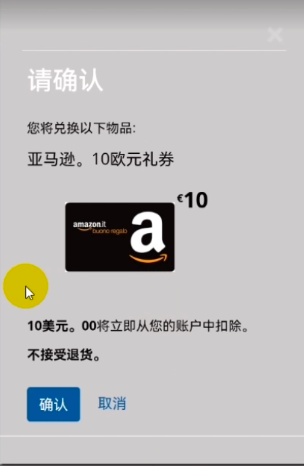 请确认
您将兑换以下物品:
亚马逊。10欧元礼券
€10
amazon.it
buono regalo
a
10美元。00将立即从您的账户中扣除。
不接受退货。
确认 取消